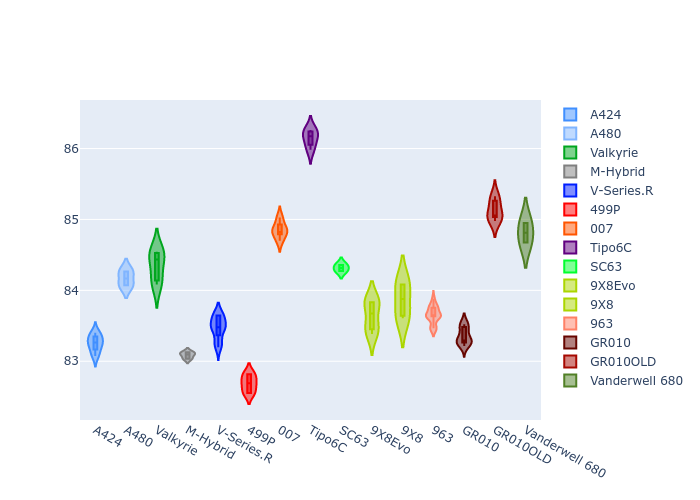 86
85
84
83
A424
A480
Valkyrie
M-Hybrid
V-Series.R
499P
007
Tipo6C
SC63
9X8Evo
9X8
963
GR010
GR010OLD
Vanderwell 680
A424
A480
Valkyrie
M-Hybrid
V-Series.R
499P
007
Tipo6C
SC63
9X8Evo
9X8
963
GR010
GR010OLD
Vanderwell 680